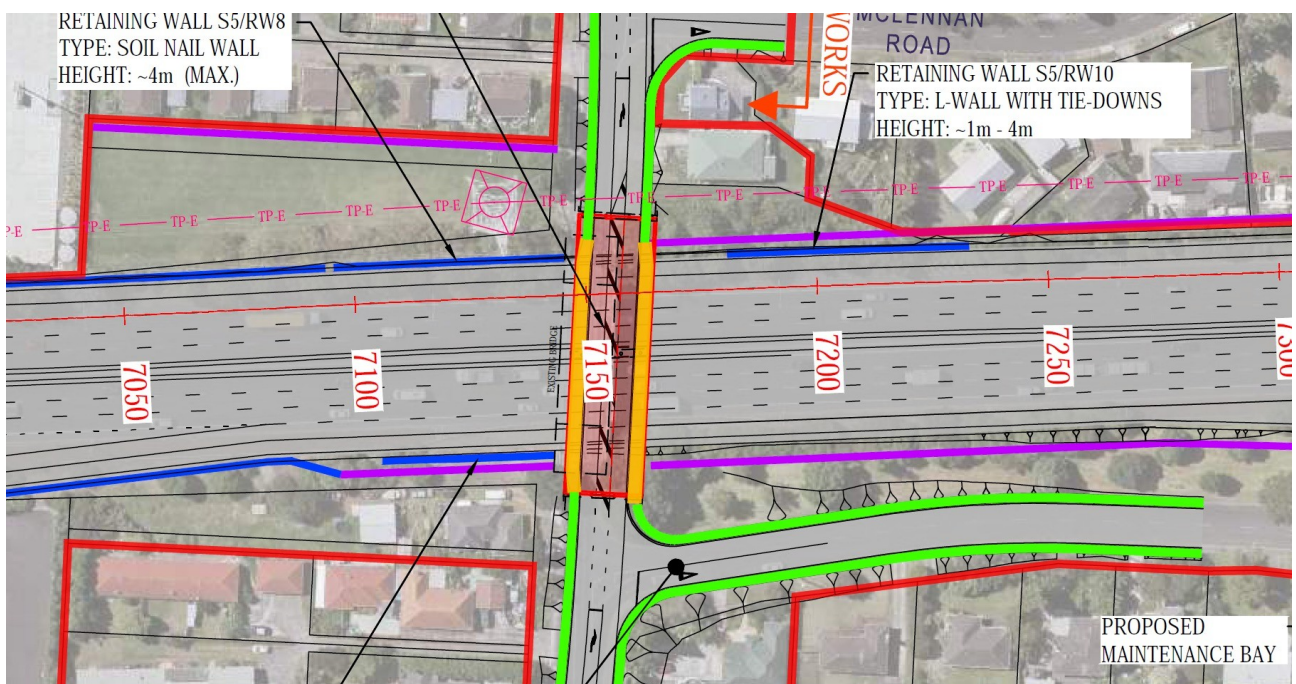 RETAINING WALL S5/RW8
TYPE: SOIL NAIL WALL
HEIGHT: ~4m (MAX.)
WORKS
MCLENNAN
ROAD
RETAINING WALL S5/RW10
TYPE: L-WALL WITH TIE-DOWNS
HEIGHT: ~1m - 4m
TP-E
TP-E
TP-E
TP-E
TP-E
TP-E
TP-E
TP-E
TP-E
TP-E
TP-E
TP-E
TP-E
EXISTING BRIDGE
7050
7100
7150
7200
7250
7300
PROPOSED
MAINTENANCE BAY